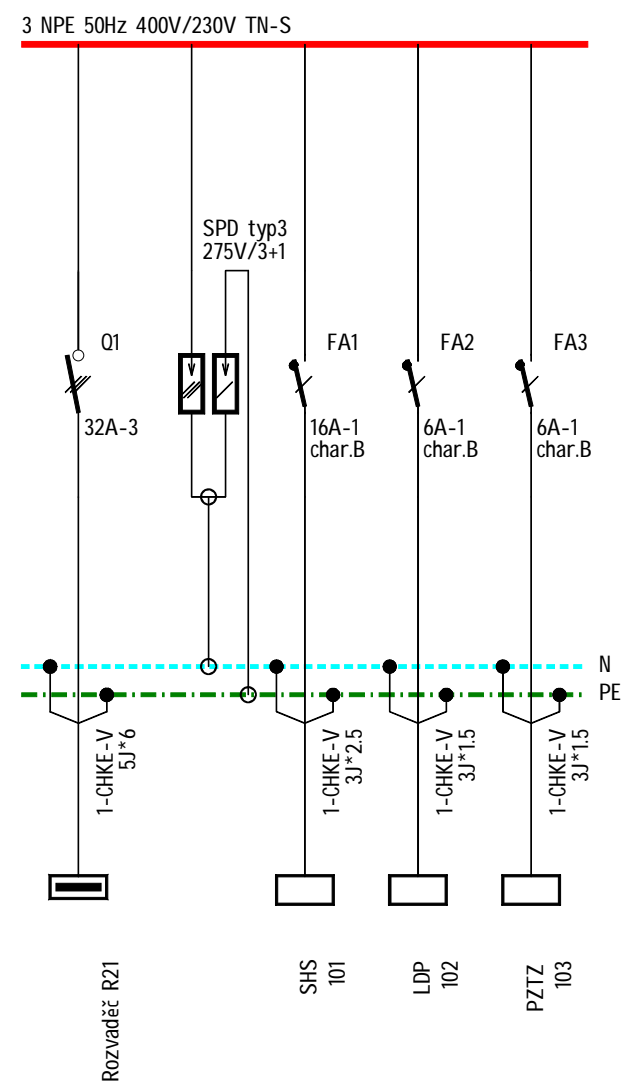 3 NPE 50Hz 400V/230V TN-S
SPD typ3
275V/3+1
Q1
FA1
FA2
FA3
32A-3
16A-1
char.B
6A-1
char.B
6A-1
char.B
N
PE
1-CHKE-V
5J*6
1-CHKE-V
3J*2.5
1-CHKE-V
3J*1.5
1-CHKE-V
3J*1.5
Rozvaděč R21
SHS
101
LDP
102
PZTZ
103